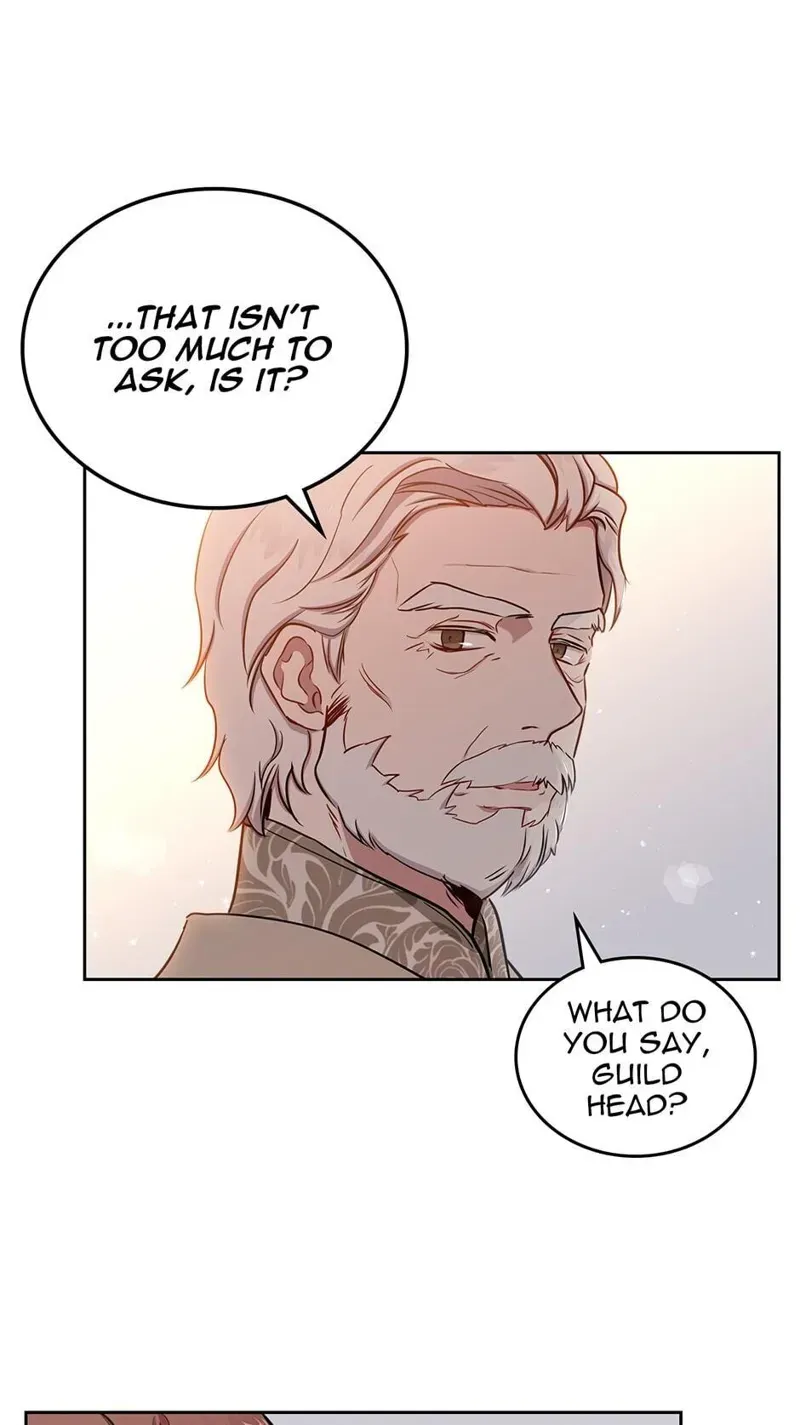 ...THAT ISN'T
TOO MUCH TO
ASK, IS IT?
WHAT DO
YOU SAY,
GUILD
HEAD?